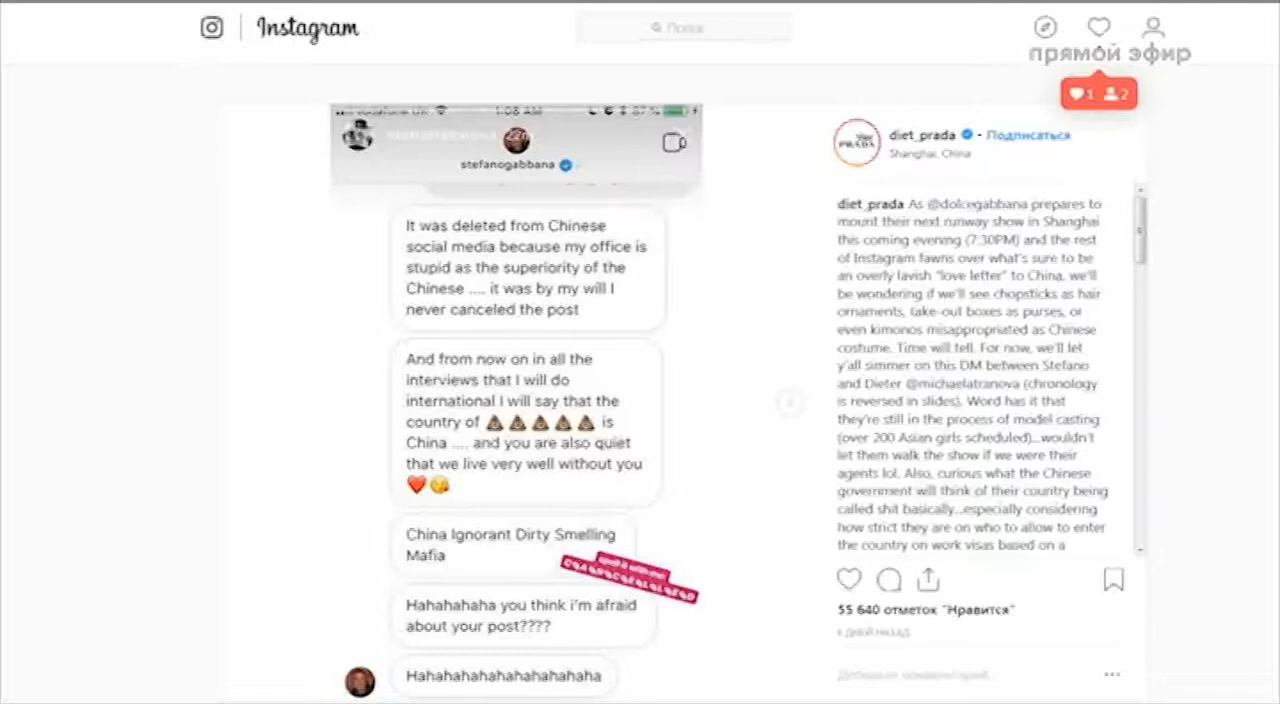 Instagram
Поиск
прямой эфир
1 2
1:08 AM 87 %
22m
stefanogabbana
It was deleted from Chinese
social media because my office is
stupid as the superiority of the
Chinese .... it was by my will I
never canceled the post
And from now on in all the
interviews that I will do
international I will say that the
country of 💩💩💩💩💩 is
China .... and you are also quiet
that we live very well without you
❤️😘
China Ignorant Dirty Smelling
Mafia
Hahahahaha you think i'm afraid
about your post????
Hahahahahahahahahahaha
PRADA
diet_prada • Подписаться
Shanghai, China
diet_prada As @dolcegabbana prepares to
mount their next runway show in Shanghai
this coming evening (7:30PM) and the rest
of Instagram fawns over what's sure to be
an overly lavish "love letter" to China, we'll
be wondering if we'll see chopsticks as hair
ornaments, take-out boxes as purses, or
even kimonos misappropriated as Chinese
costume. Time will tell. For now, we'll let
y'all simmer on this DM between Stefano
and Dieter @michaelatranova (chronology
is reversed in slides). Word has it that
they're still in the process of model casting
(over 200 Asian girls scheduled)...wouldn't
let them walk the show if we were their
agents lol. Also, curious what the Chinese
government will think of their country being
called shit basically...especially considering
how strict they are on who to allow to enter
the country on work visas based on a
55 640 отметок "Нравится"
ДНЕЙ НАЗАД
Добавьте комментарий...